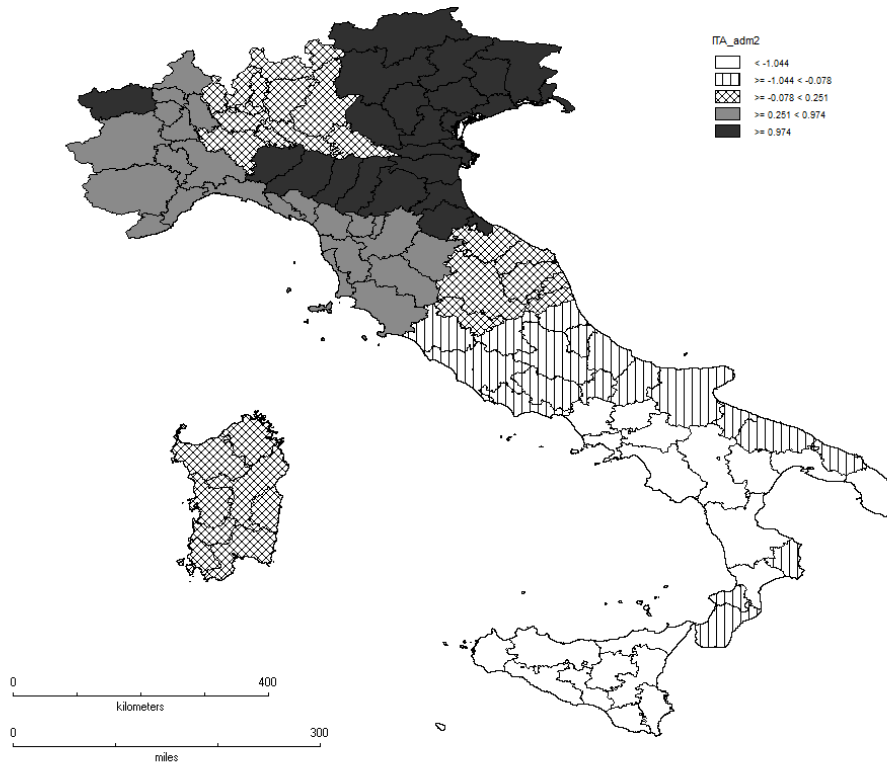 ITA_adm2
< -1.044
>= -1.044 < -0.078
>= -0.078 < 0.251
>= 0.251 < 0.974
>= 0.974
0 400
kilometers
0 300
miles